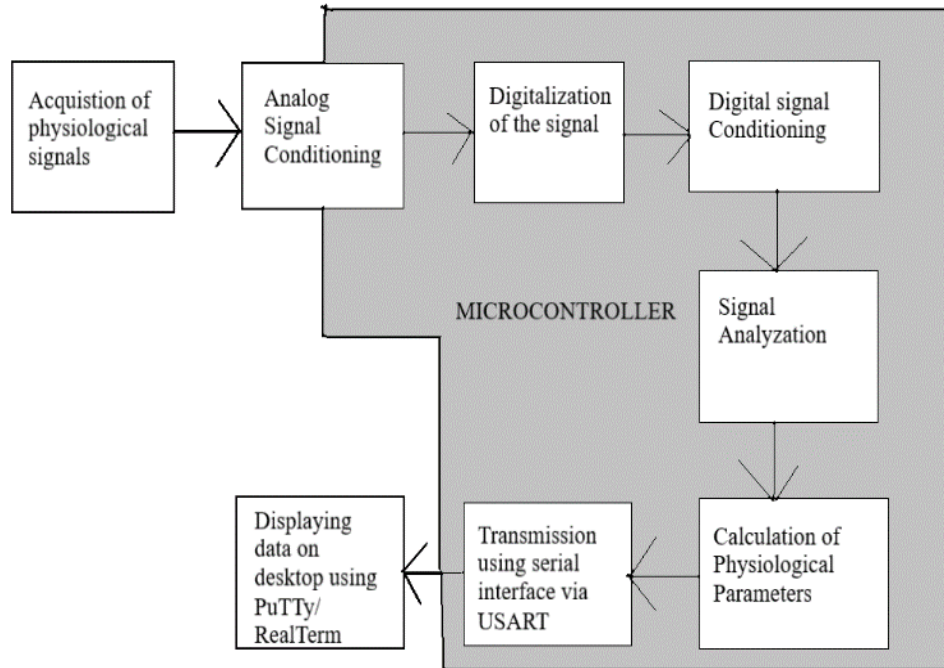 Acquistion of
physiological
signals
Analog
Signal
Conditioning
Digitalization
of the signal
Digital signal
Conditioning
MICROCONTROLLER
Signal
Analyzation
Calculation of
Physiological
Parameters
Transmission
using serial
interface via
USART
Displaying
data on
desktop using
PuTTy/
RealTerm